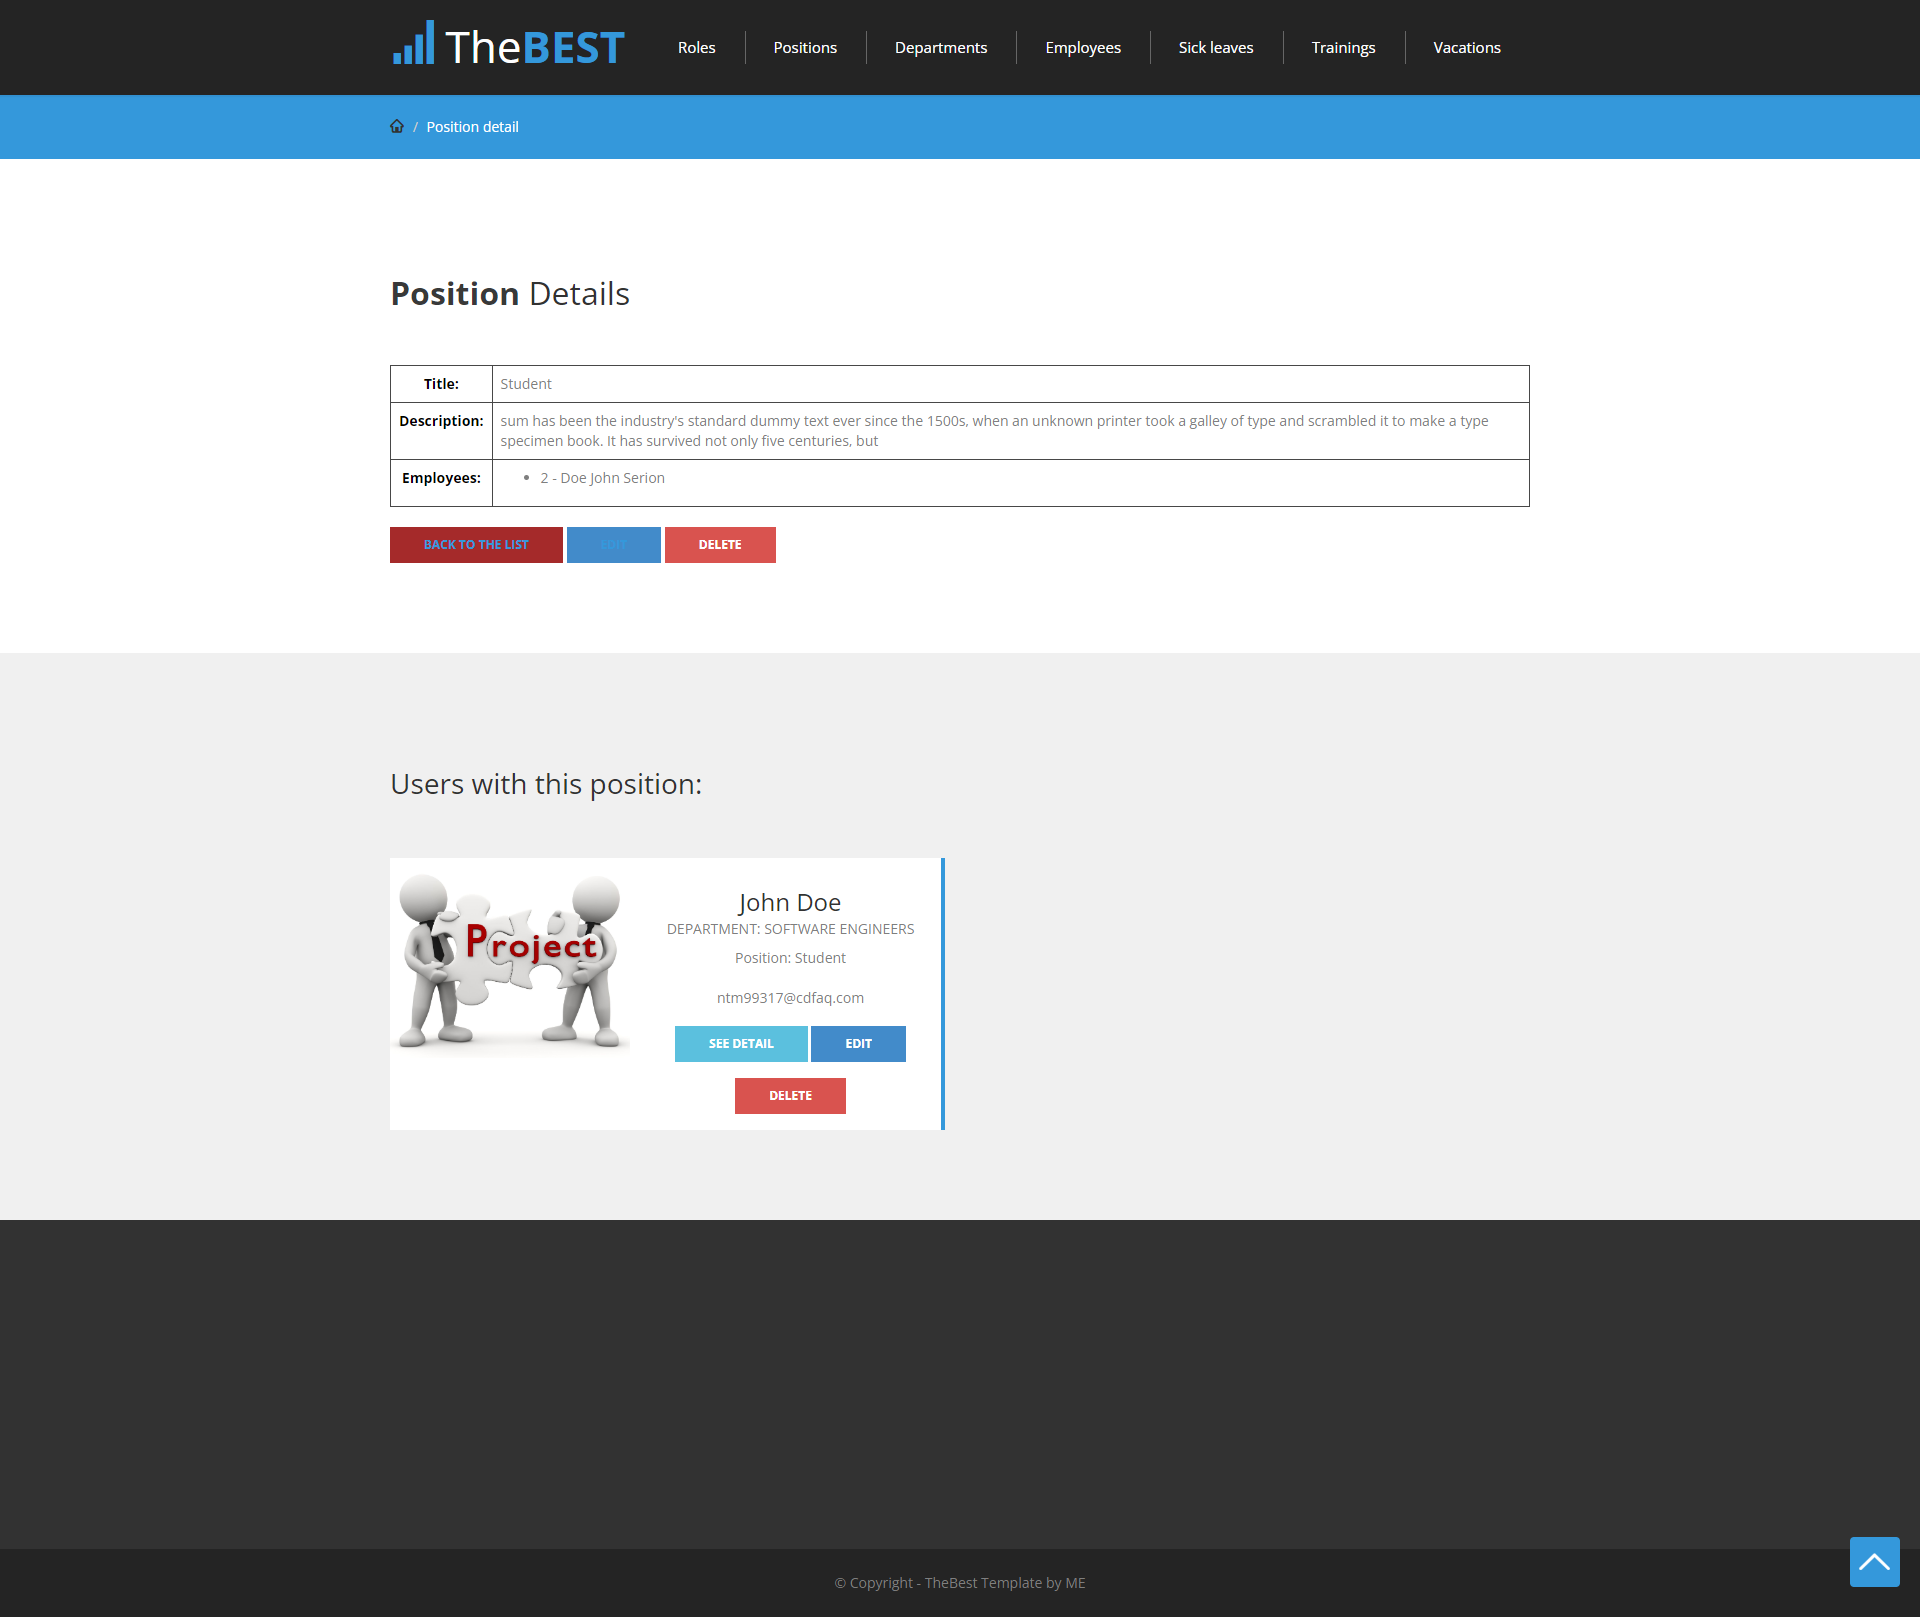 TheBEST
Roles
Positions
Departments
Employees
Sick leaves
Trainings
Vacations
/ Position detail
Position Details
Title: Student
Description: sum has been the industry's standard dummy text ever since the 1500s, when an unknown printer took a galley of type and scrambled it to make a type
specimen book. It has survived not only five centuries, but
Employees: • 2 - Doe John Serion
BACK TO THE LIST
EDIT
DELETE
Users with this position:
Project
John Doe
DEPARTMENT: SOFTWARE ENGINEERS
Position: Student
ntm99317@cdfaq.com
SEE DETAIL
EDIT
DELETE
© Copyright - TheBest Template by ME